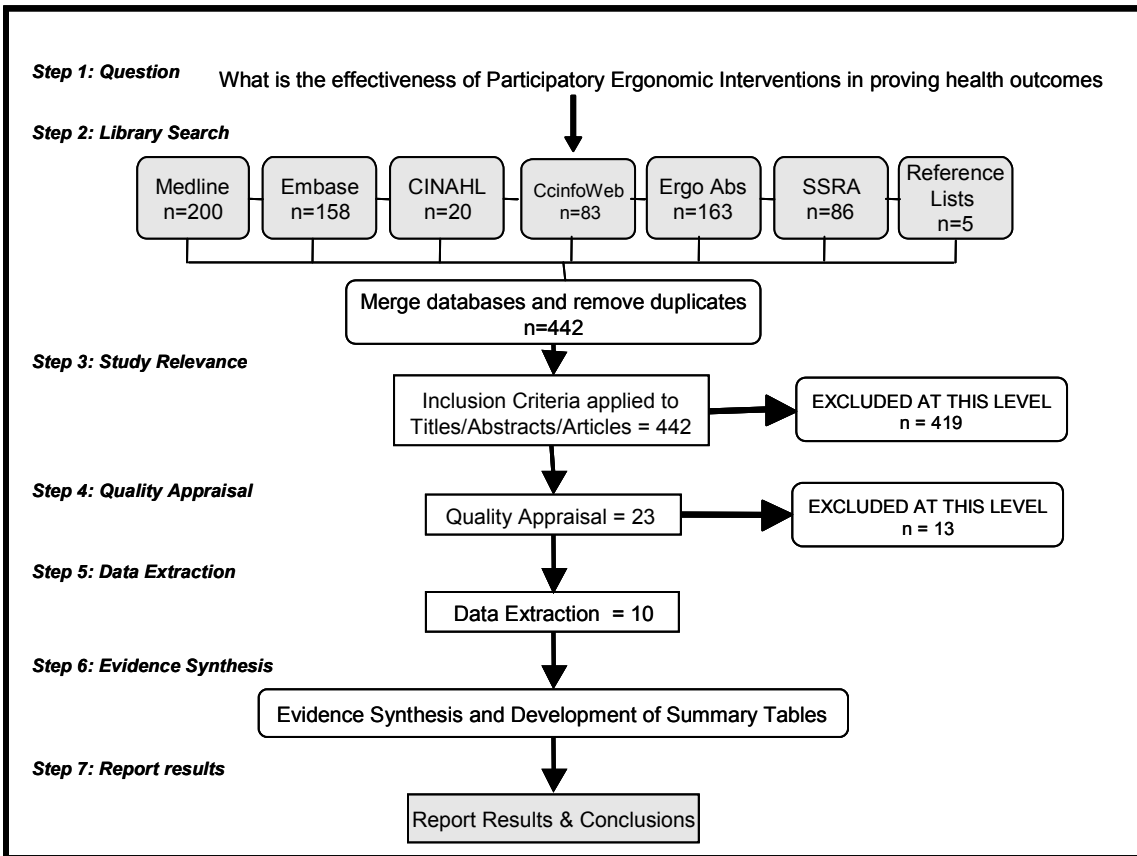 Step 1: Question
What is the effectiveness of Participatory Ergonomic Interventions in proving health outcomes
Step 2: Library Search
Medline
n=200
Embase
n=158
CINAHL
n=20
CcinfoWeb
n=83
Ergo Abs
n=163
SSRA
n=86
Reference
Lists
n=5
Merge databases and remove duplicates
n=442
Step 3: Study Relevance
Inclusion Criteria applied to
Titles/Abstracts/Articles = 442
EXCLUDED AT THIS LEVEL
n = 419
Step 4: Quality Appraisal
Quality Appraisal = 23
EXCLUDED AT THIS LEVEL
n = 13
Step 5: Data Extraction
Data Extraction = 10
Step 6: Evidence Synthesis
Evidence Synthesis and Development of Summary Tables
Step 7: Report results
Report Results & Conclusions